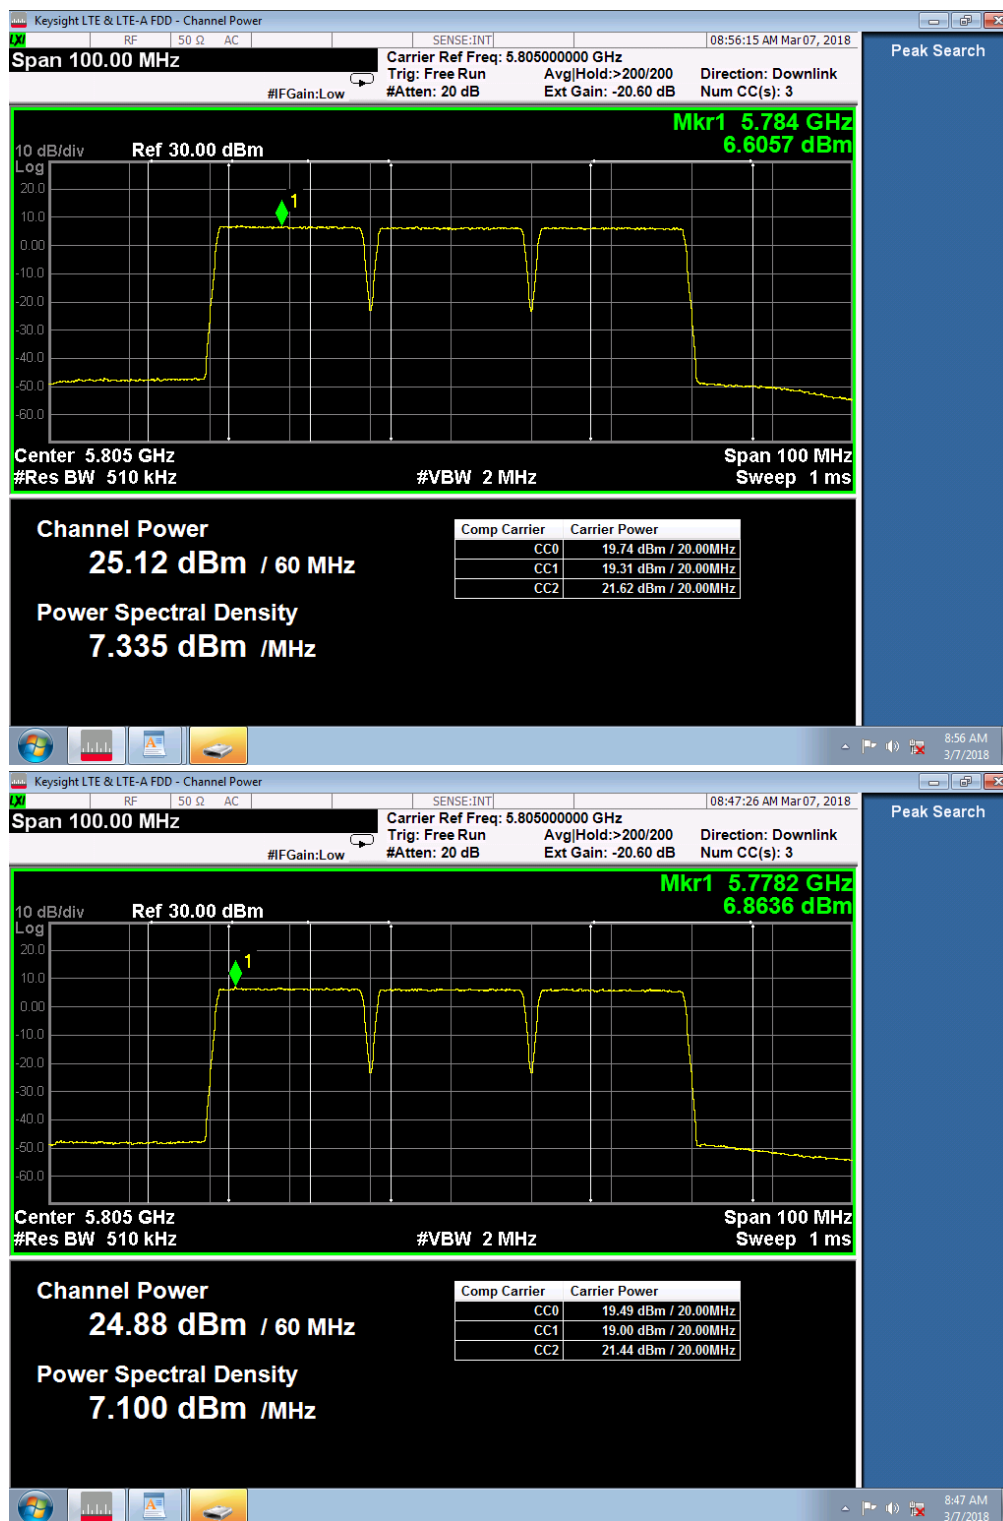 Keysight LTE & LTE-A FDD - Channel Power
LXI RF 50 Ω AC SENSE:INT 08:56:15 AM Mar 07, 2018
Span 100.00 MHz
Carrier Ref Freq: 5.805000000 GHz
Trig: Free Run Avg|Hold:>200/200 Direction: Downlink
#IFGain:Low #Atten: 20 dB Ext Gain: -20.60 dB Num CC(s): 3
Peak Search
Mkr1 5.784 GHz
6.6057 dBm
10 dB/div Ref 30.00 dBm
Log
20.0
1
10.0
0.00
-10.0
-20.0
-30.0
-40.0
-50.0
-60.0
Center 5.805 GHz Span 100 MHz
#Res BW 510 kHz #VBW 2 MHz Sweep 1 ms
Channel Power
25.12 dBm / 60 MHz
Power Spectral Density
7.335 dBm /MHz
Comp Carrier Carrier Power
CC0 19.74 dBm / 20.00MHz
CC1 19.31 dBm / 20.00MHz
CC2 21.62 dBm / 20.00MHz
8:56 AM
3/7/2018
Keysight LTE & LTE-A FDD - Channel Power
LXI RF 50 Ω AC SENSE:INT 08:47:26 AM Mar 07, 2018
Span 100.00 MHz
Carrier Ref Freq: 5.805000000 GHz
Trig: Free Run Avg|Hold:>200/200 Direction: Downlink
#IFGain:Low #Atten: 20 dB Ext Gain: -20.60 dB Num CC(s): 3
Peak Search
Mkr1 5.7782 GHz
6.8636 dBm
10 dB/div Ref 30.00 dBm
Log
20.0
1
10.0
0.00
-10.0
-20.0
-30.0
-40.0
-50.0
-60.0
Center 5.805 GHz Span 100 MHz
#Res BW 510 kHz #VBW 2 MHz Sweep 1 ms
Channel Power
24.88 dBm / 60 MHz
Power Spectral Density
7.100 dBm /MHz
Comp Carrier Carrier Power
CC0 19.49 dBm / 20.00MHz
CC1 19.00 dBm / 20.00MHz
CC2 21.44 dBm / 20.00MHz
8:47 AM
3/7/2018